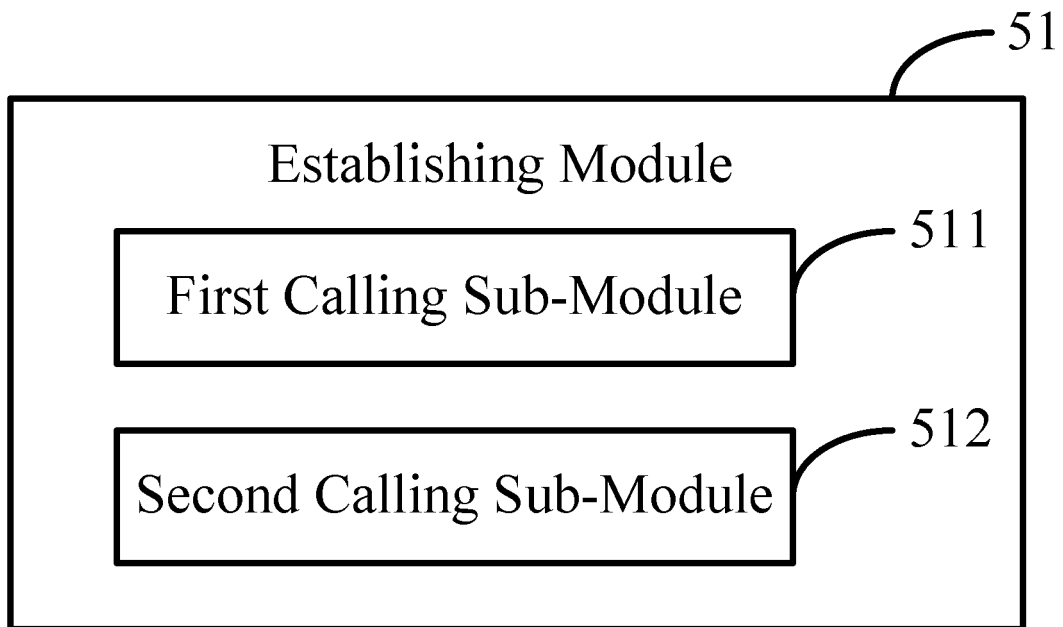 51
Establishing Module
511
First Calling Sub-Module
512
Second Calling Sub-Module